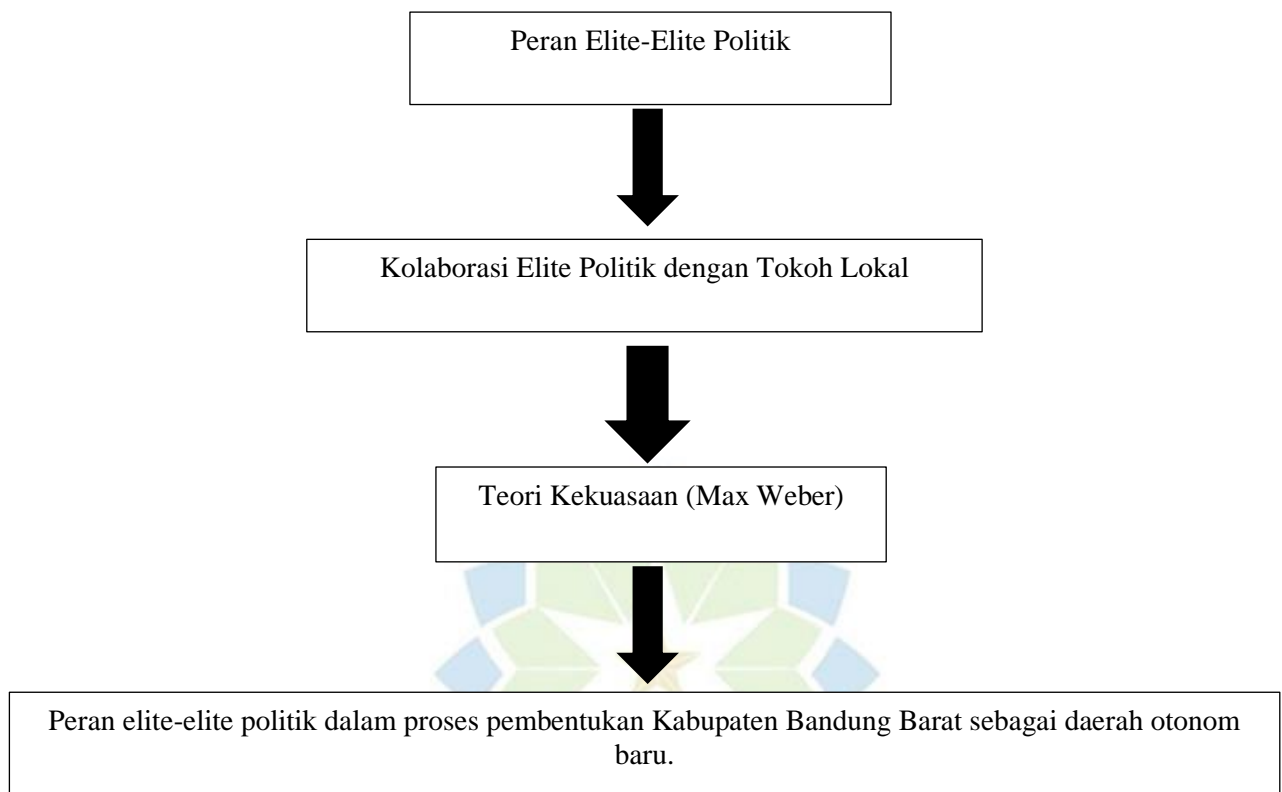 Peran Elite-Elite Politik
Kolaborasi Elite Politik dengan Tokoh Lokal
Teori Kekuasaan (Max Weber)
Peran elite-elite politik dalam proses pembentukan Kabupaten Bandung Barat sebagai daerah otonom
baru.